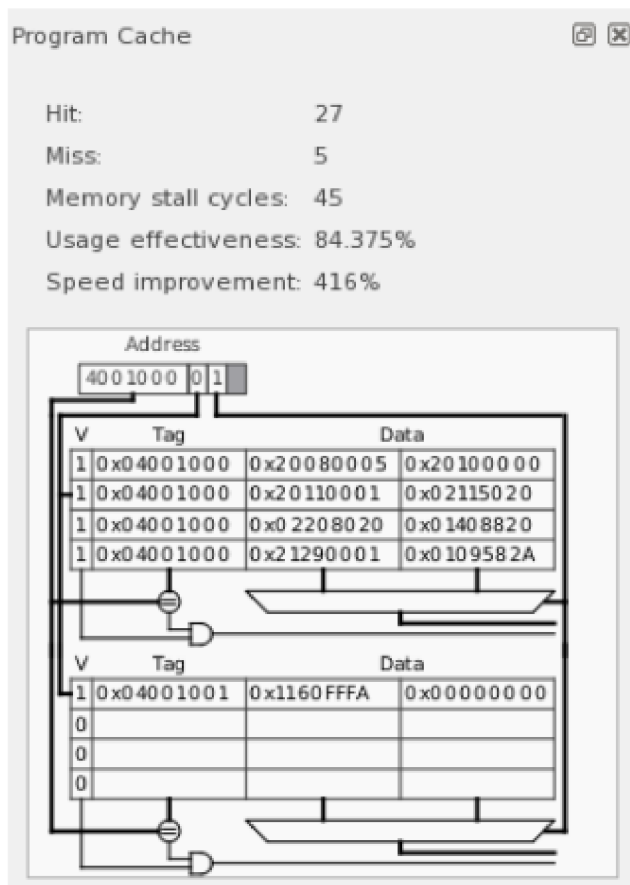 Program Cache
Hit: 27
Miss: 5
Memory stall cycles: 45
Usage effectiveness: 84.375%
Speed improvement: 416%
Address
4001000 0 1
V Tag Data
1 0x04001000 0x20080005 0x20100000
1 0x04001000 0x20110001 0x02115020
1 0x04001000 0x02208020 0x01408820
1 0x04001000 0x21290001 0x0109582A
=
V Tag Data
1 0x04001001 0x1160FFFA 0x00000000
0
0
0
=